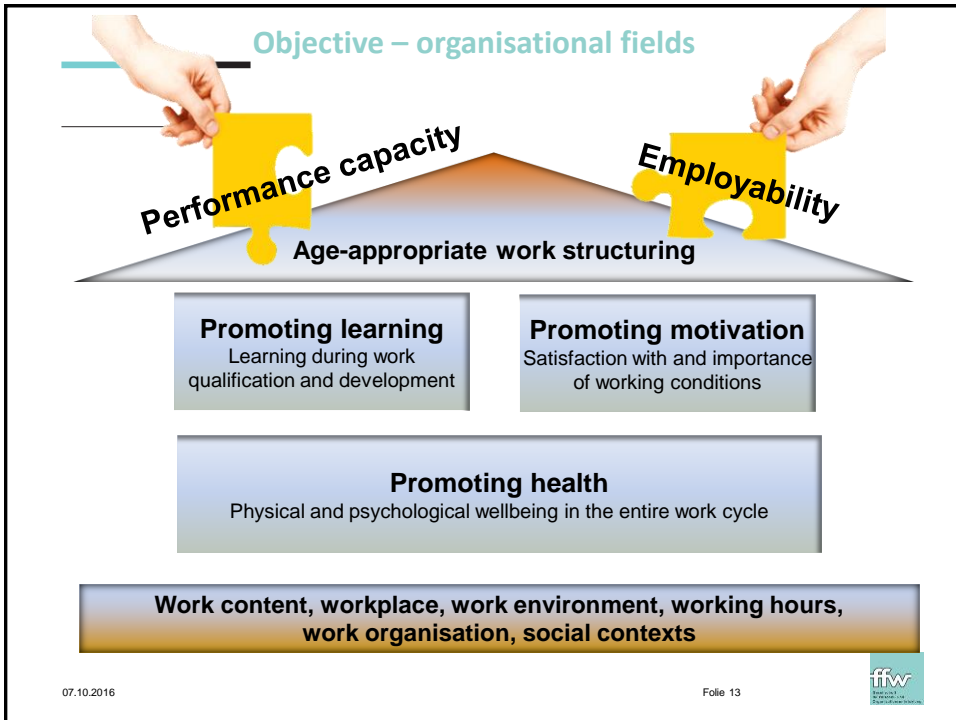 Objective – organisational fields
Performance capacity
Employability
Age-appropriate work structuring
Promoting learning
Learning during work
qualification and development
Promoting motivation
Satisfaction with and importance
of working conditions
Promoting health
Physical and psychological wellbeing in the entire work cycle
Work content, workplace, work environment, working hours,
work organisation, social contexts
07.10.2016
Folie 13
ffw